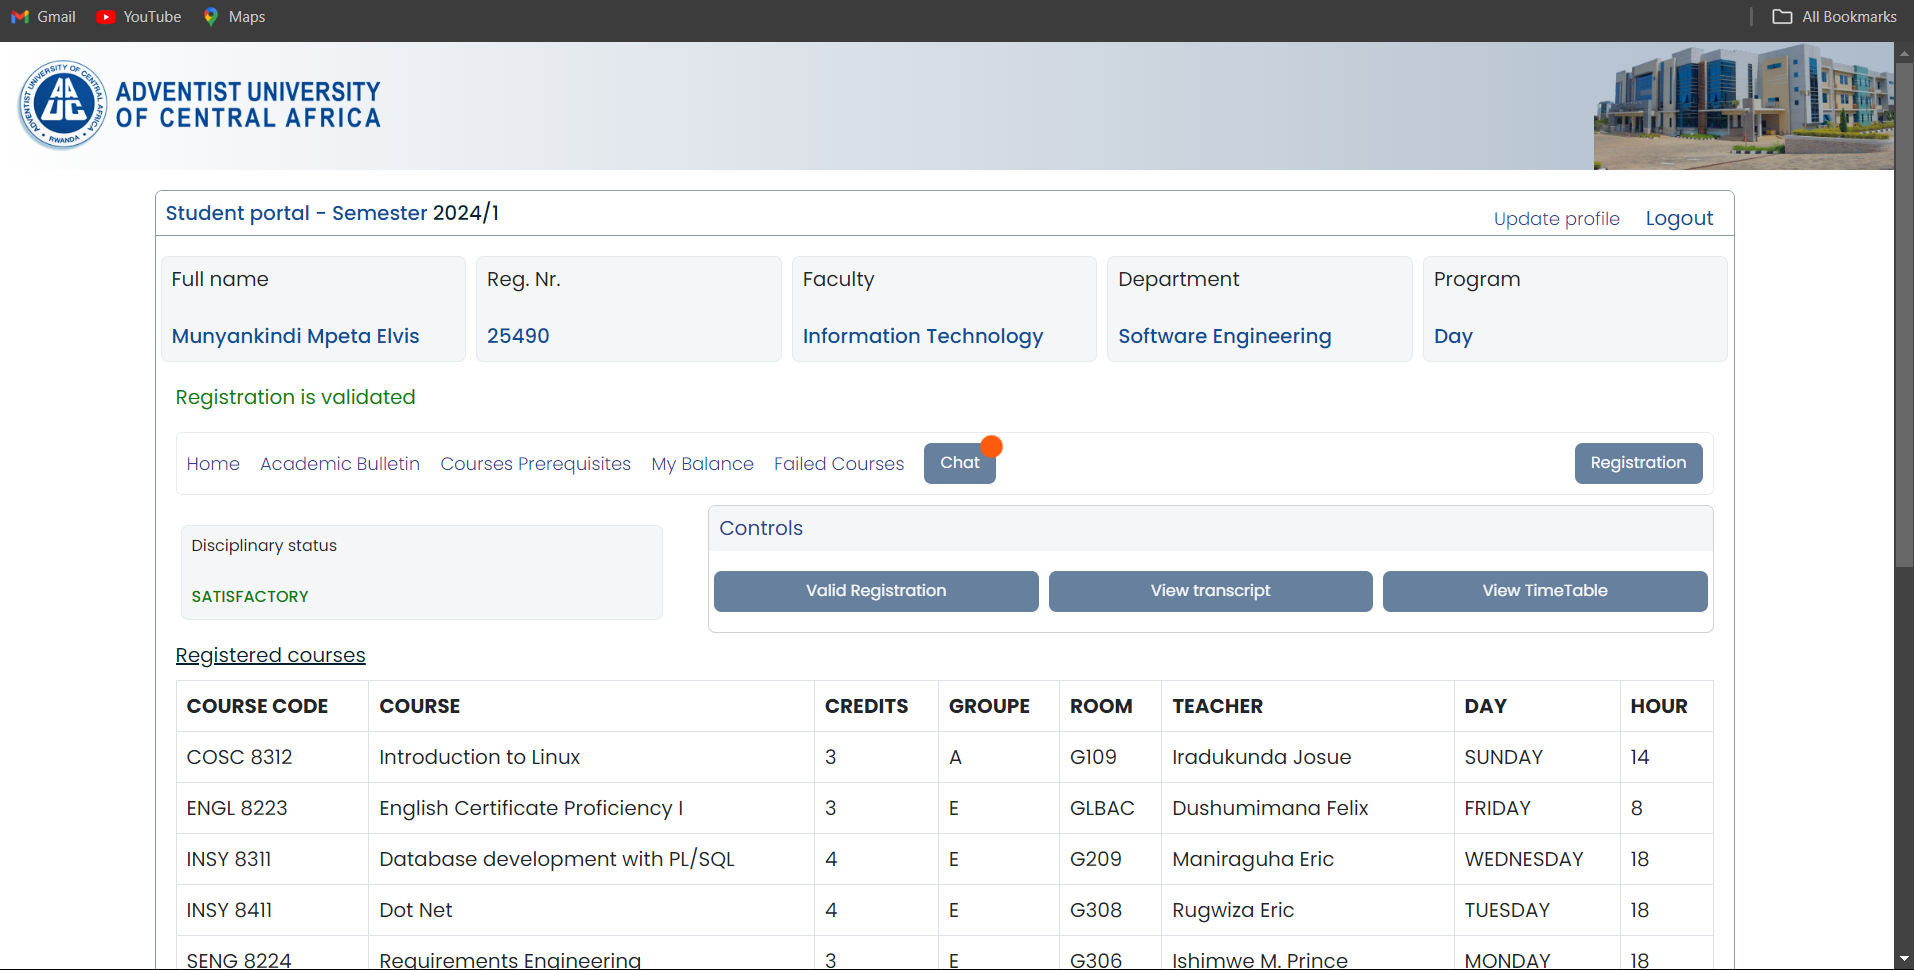 Gmail YouTube Maps All Bookmarks
ADVENTIST UNIVERSITY OF CENTRAL AFRICA
• RWANDA •
ADVENTIST UNIVERSITY
OF CENTRAL AFRICA
Student portal - Semester 2024/1
Update profile Logout
Full name Reg. Nr. Faculty Department Program
Munyankindi Mpeta Elvis 25490 Information Technology Software Engineering Day
Registration is validated
Home Academic Bulletin Courses Prerequisites My Balance Failed Courses Chat Registration
Controls
Disciplinary status
Valid Registration View transcript View TimeTable
SATISFACTORY
Registered courses
COURSE CODE COURSE CREDITS GROUPE ROOM TEACHER DAY HOUR
COSC 8312 Introduction to Linux 3 A G109 Iradukunda Josue SUNDAY 14
ENGL 8223 English Certificate Proficiency I 3 E GLBAC Dushumimana Felix FRIDAY 8
INSY 8311 Database development with PL/SQL 4 E G209 Maniraguha Eric WEDNESDAY 18
INSY 8411 Dot Net 4 E G308 Rugwiza Eric TUESDAY 18
SENG 8224 Requirements Engineering 3 E G306 Ishimwe M. Prince MONDAY 18